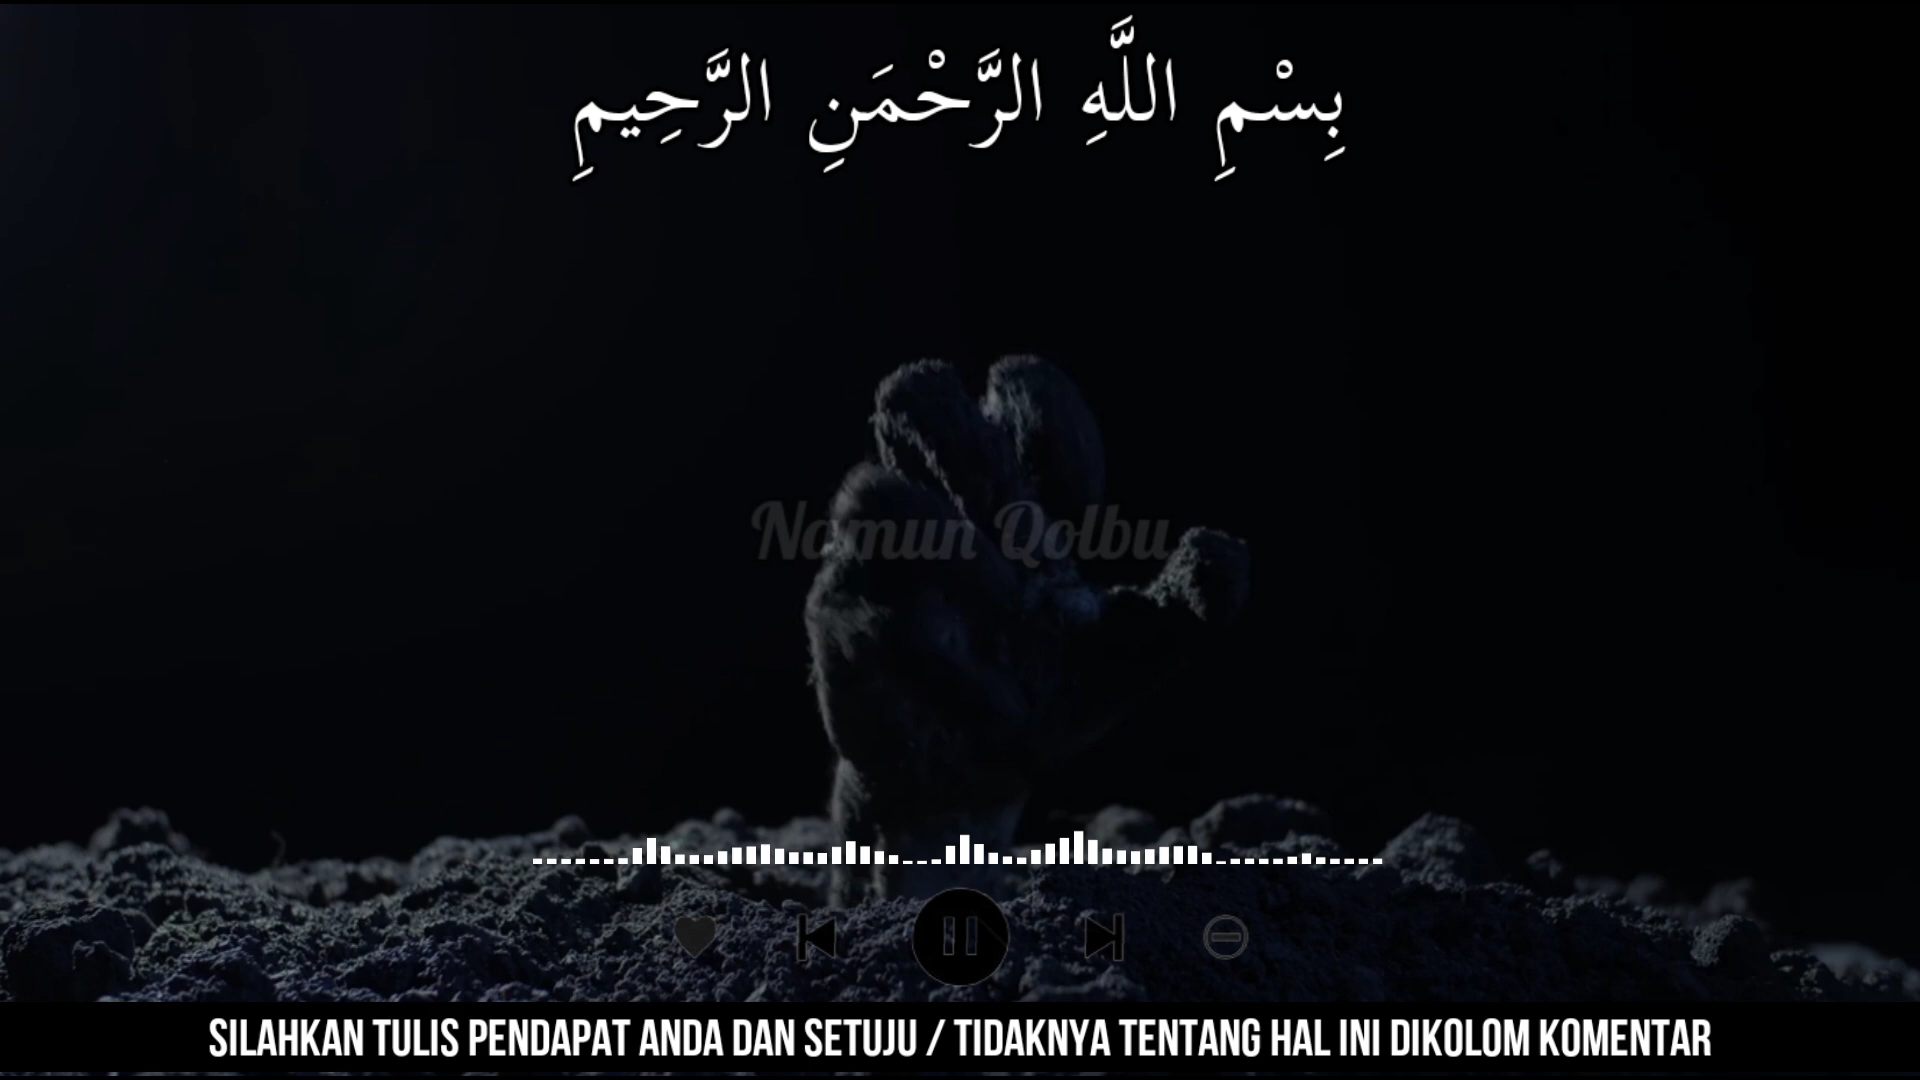 بِسْمِ اللَّهِ الرَّحْمَنِ الرَّحِيمِ
Namun Qolbu
SILAHKAN TULIS PENDAPAT ANDA DAN SETUJU / TIDAKNYA TENTANG HAL INI DIKOLOM KOMENTAR